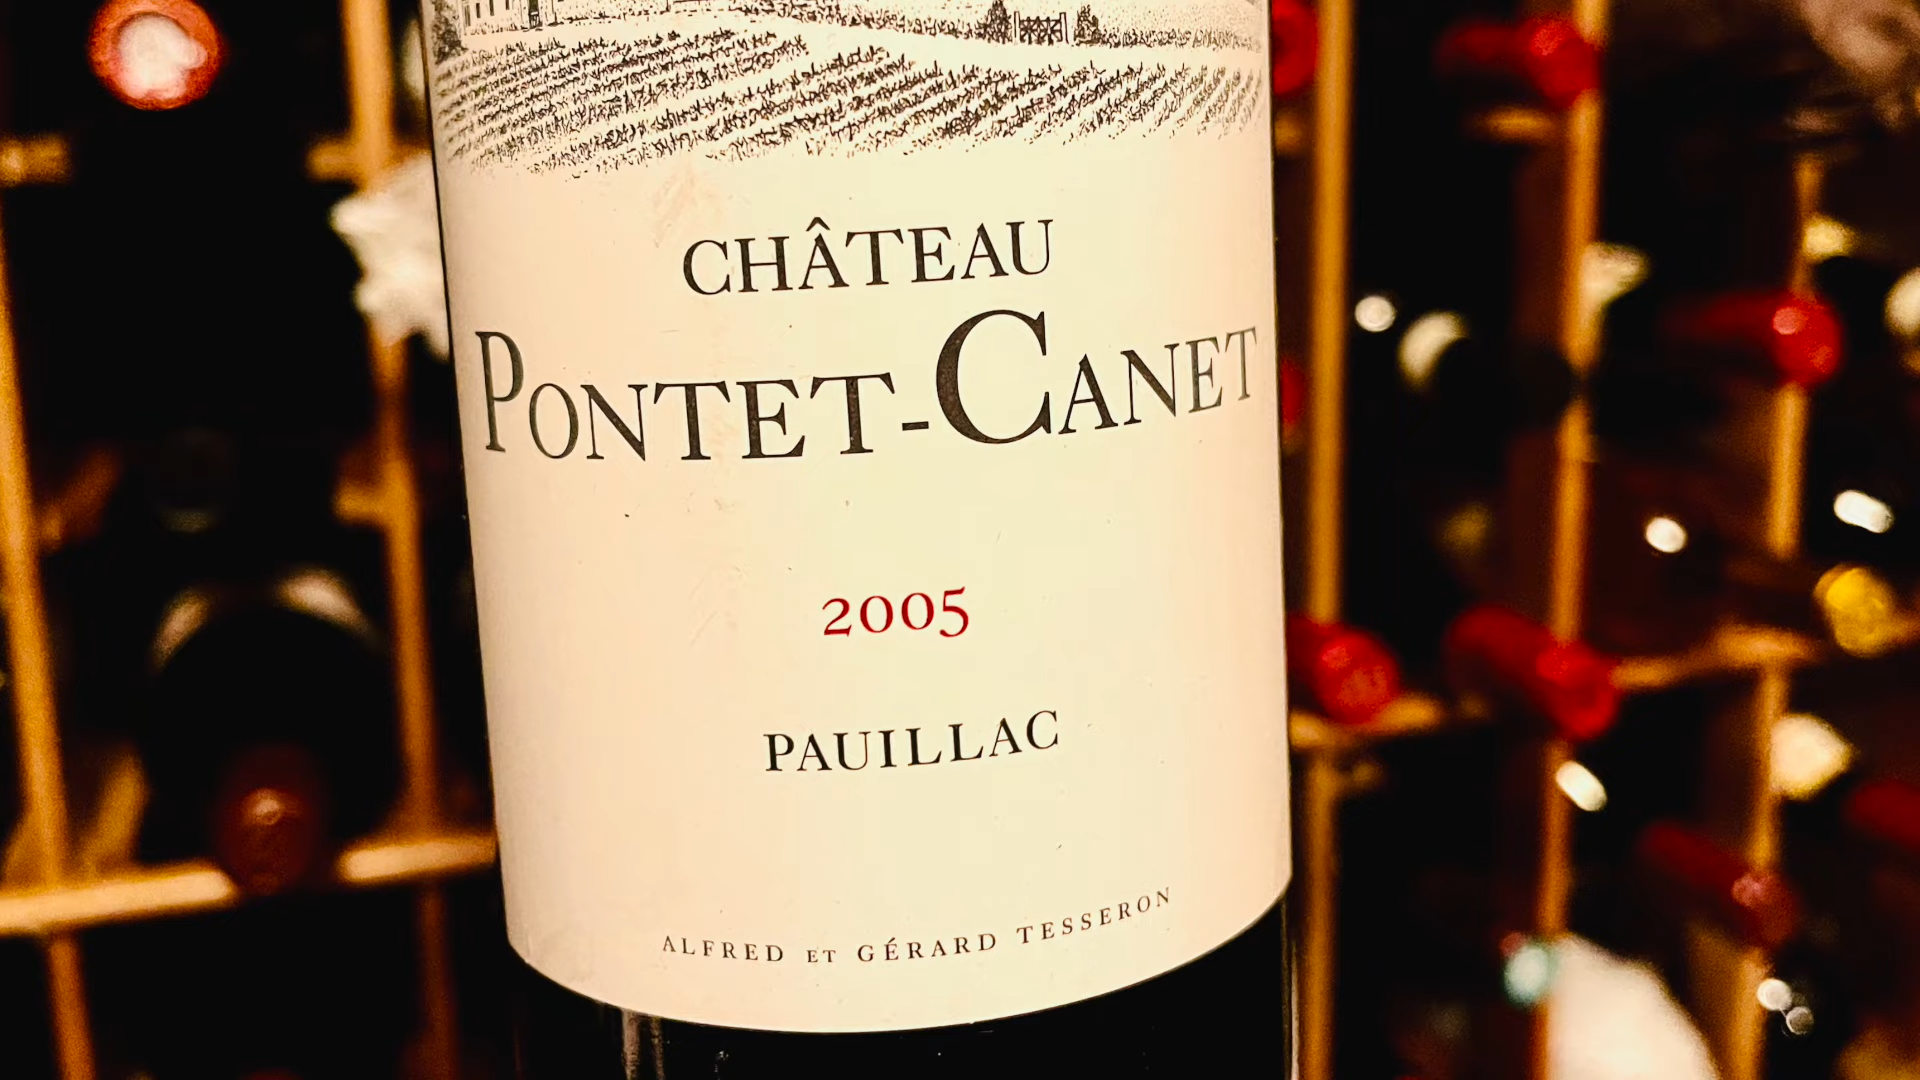 CHÂTEAU
PONTET-CANET
2005
PAUILLAC
ALFRED ET GÉRARD TESSERON